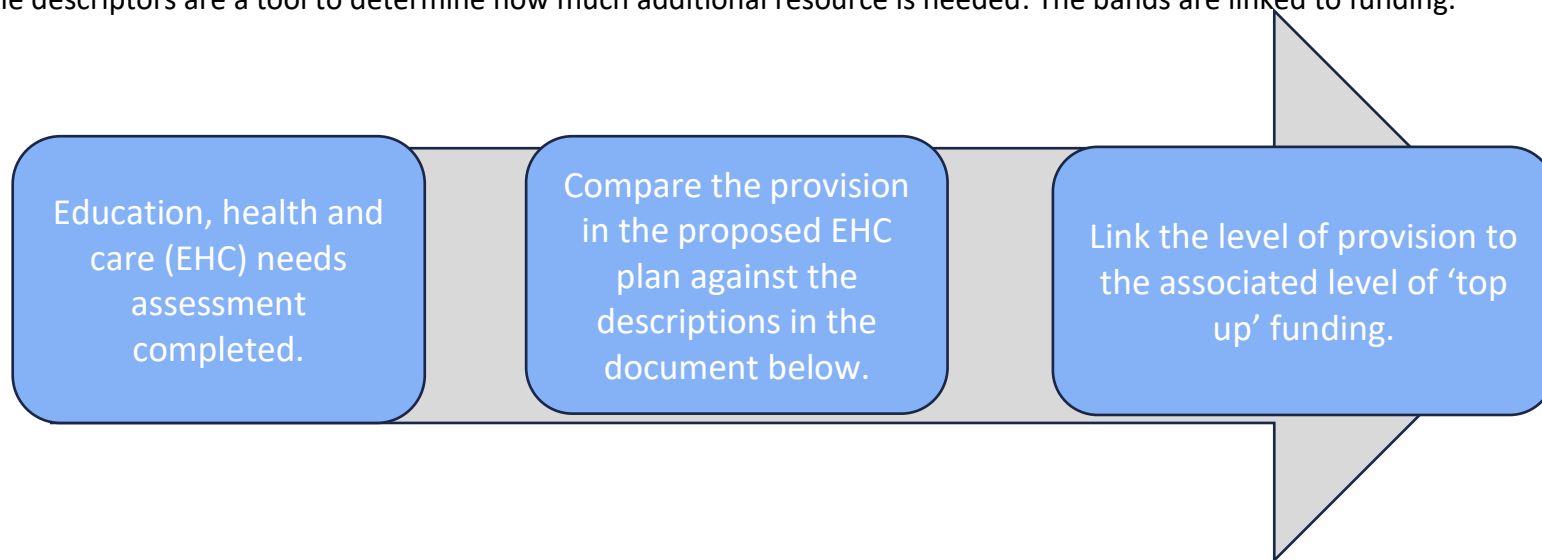 descriptors are a tool to determine how much additional resource is needed. The bands are linked to funding.
Education, health and
care (EHC) needs
assessment
completed.
Compare the provision
in the proposed EHC
plan against the
descriptions in the
document below.
Link the level of provision to
the associated level of ‘top
up’ funding.